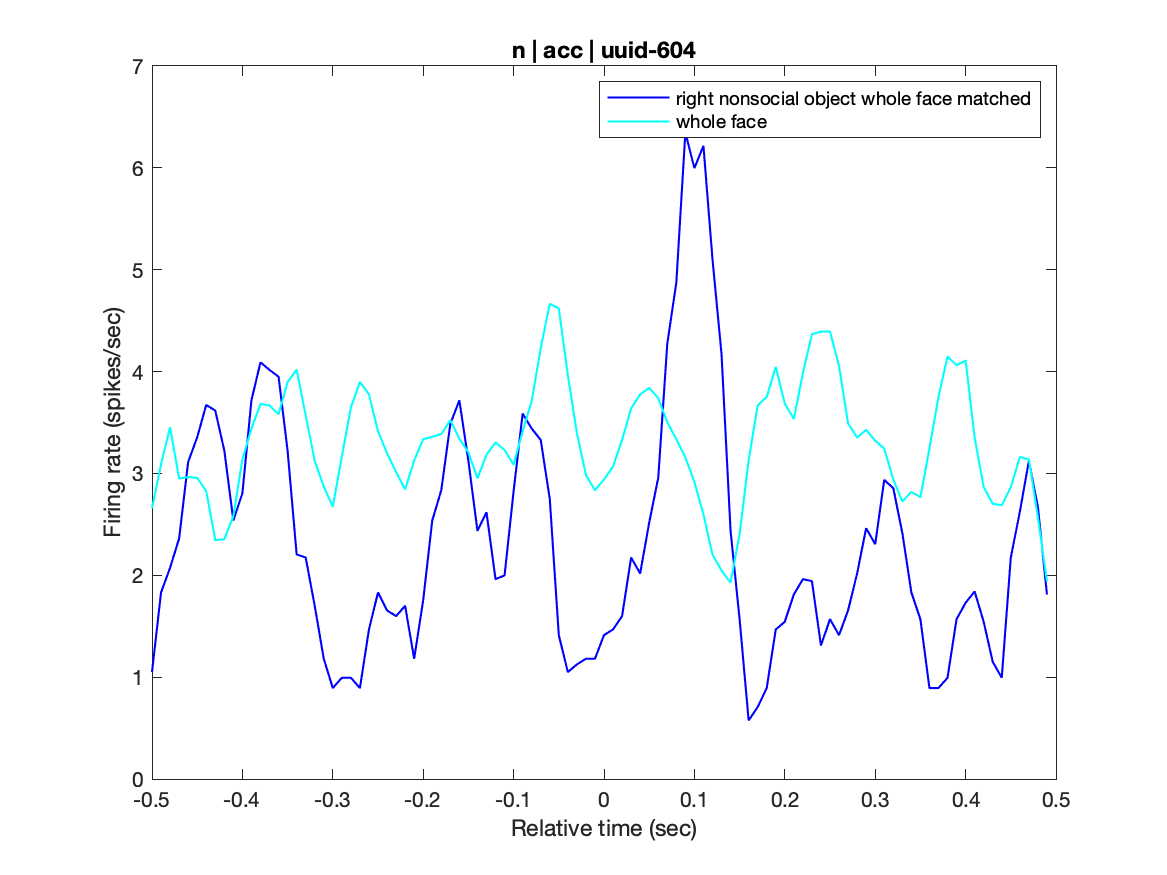 n | acc | uuid-604
right nonsocial object whole face matched
whole face
7
6
5
4
3
2
1
0
Firing rate (spikes/sec)
-0.5 -0.4 -0.3 -0.2 -0.1 0 0.1 0.2 0.3 0.4 0.5
Relative time (sec)